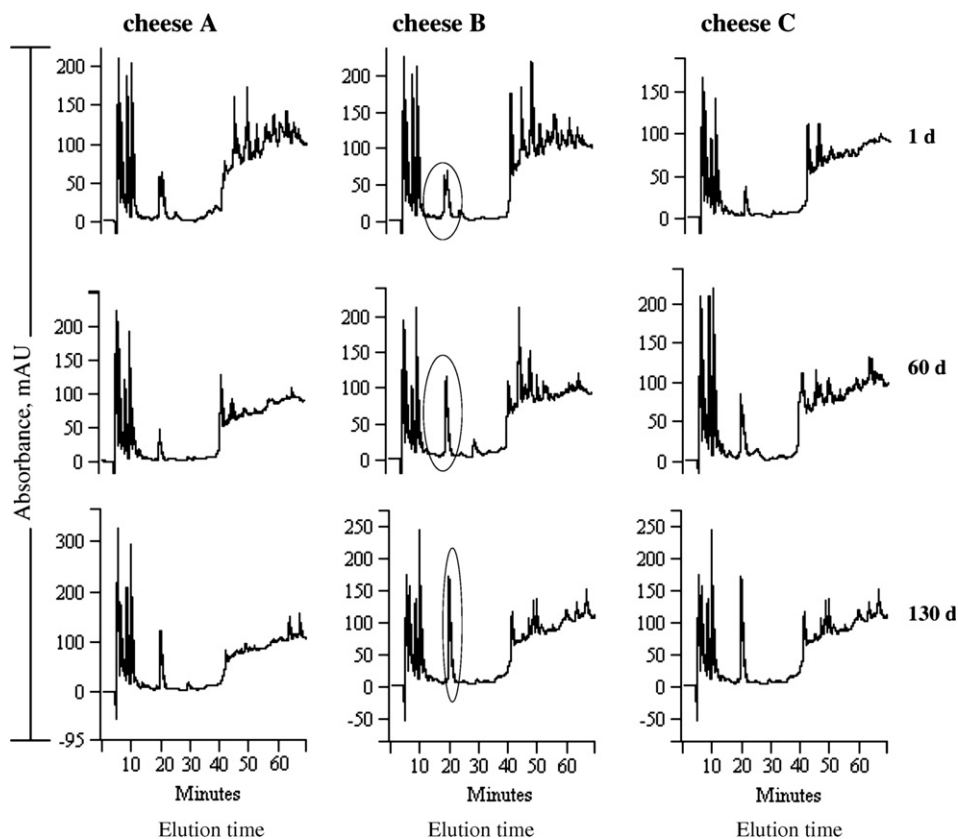 cheese A cheese B cheese C
200 200 200
150 150 150
100 100 100 1 d
50 50 50
0 0 0
200 200 200
150 150 150 60 d
100 100 100
50 50 50
0 0 0
Absorbance, mAU
300 250 250
200 200
200 150 150 130 d
100 100 100
50 50
0 0 0
-50 -50
-95
10 20 30 40 50 60 10 20 30 40 50 60 10 20 30 40 50 60
Minutes Minutes Minutes
Elution time Elution time Elution time